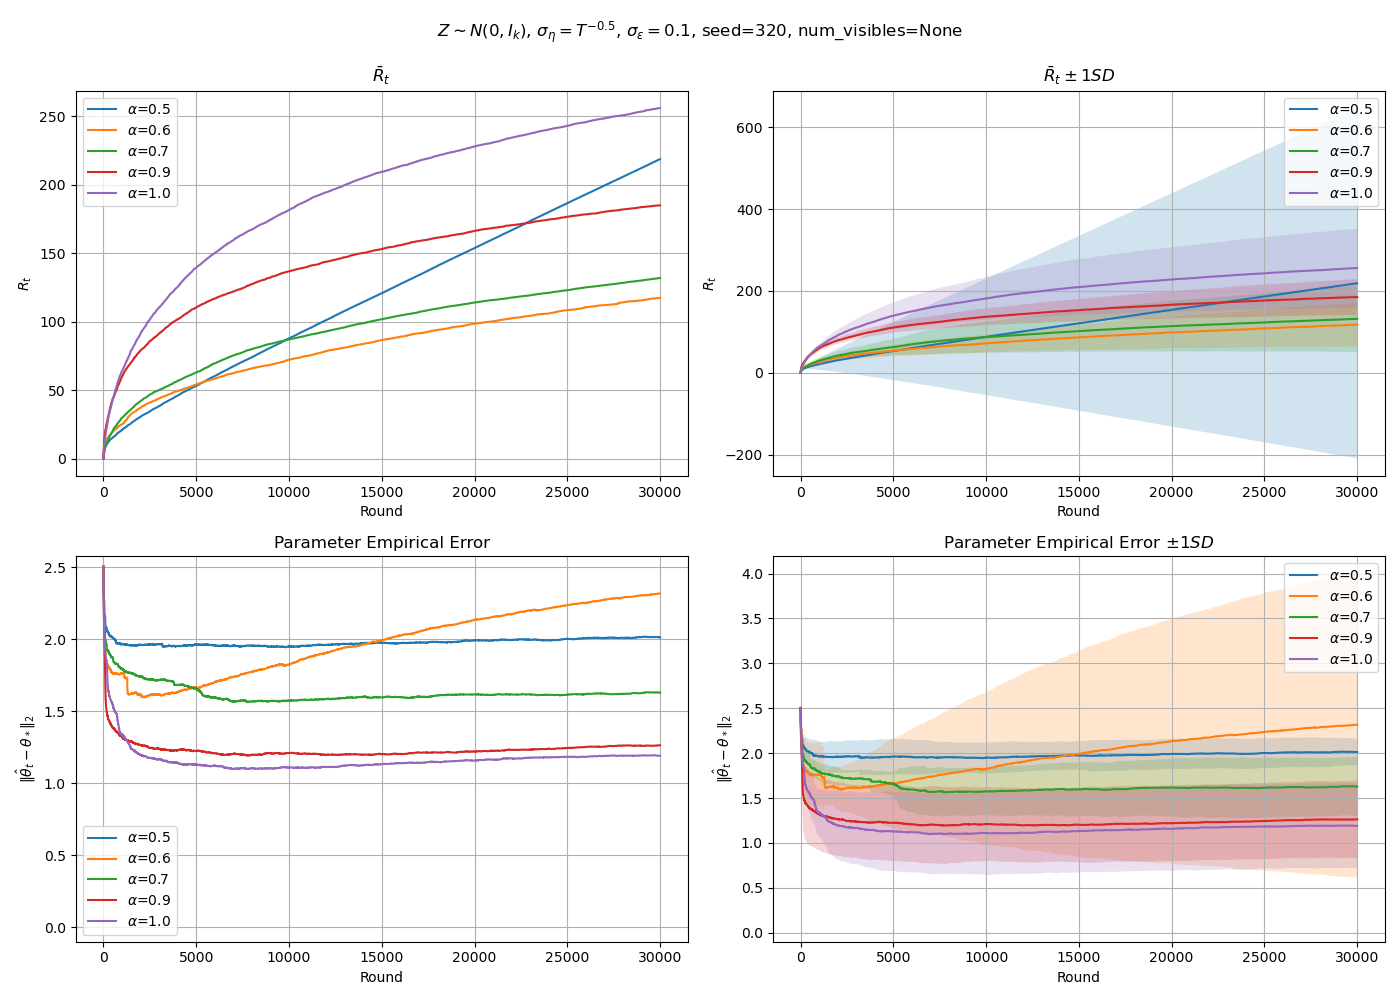 Z ∼ N(0, I_k), σ_η = T^{−0.5}, σ_ε = 0.1, seed=320, num_visibles=None
R̄_t
R̄_t ± 1SD
α=0.5
α=0.6
α=0.7
α=0.9
α=1.0
250
200
150
100
50
0
R_t
0 5000 10000 15000 20000 25000 30000
Round
α=0.5
α=0.6
α=0.7
α=0.9
α=1.0
600
400
200
0
−200
R_t
0 5000 10000 15000 20000 25000 30000
Round
Parameter Empirical Error
2.5
2.0
1.5
1.0
0.5
0.0
‖θ̂_t − θ_*‖_2
α=0.5
α=0.6
α=0.7
α=0.9
α=1.0
0 5000 10000 15000 20000 25000 30000
Round
Parameter Empirical Error ±1SD
α=0.5
α=0.6
α=0.7
α=0.9
α=1.0
4.0
3.5
3.0
2.5
2.0
1.5
1.0
0.5
0.0
‖θ̂_t − θ_*‖_2
0 5000 10000 15000 20000 25000 30000
Round